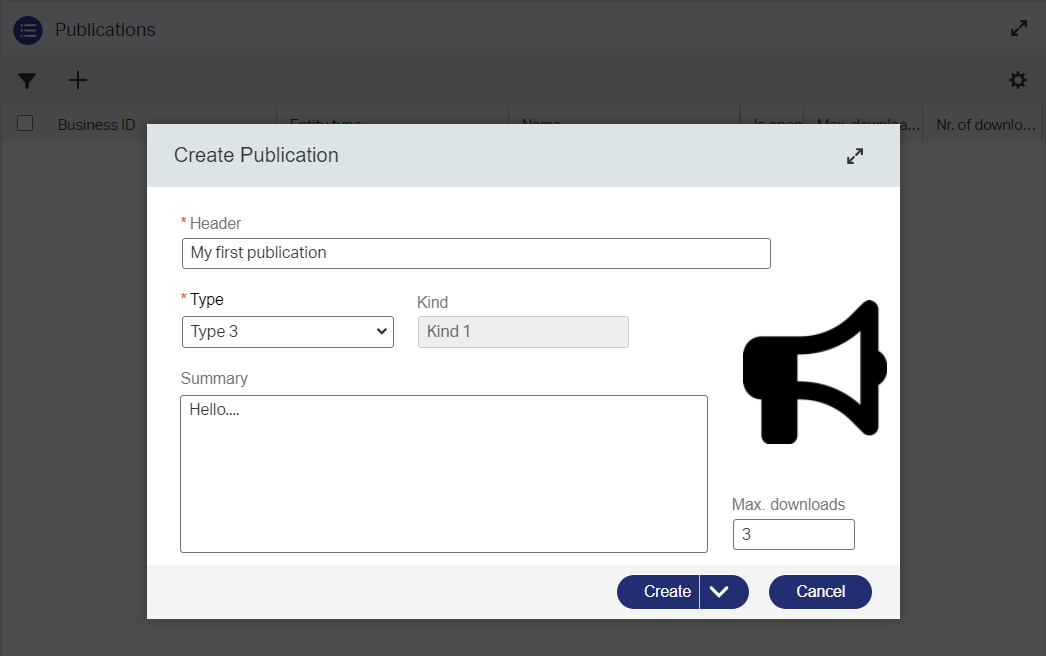 Publications
Business ID Entity type Name Is open Max. downloa... Nr. of downlo...
Create Publication
* Header
My first publication
* Type Kind
Type 3 Kind 1
Summary
Hello....
Max. downloads
3
Create Cancel